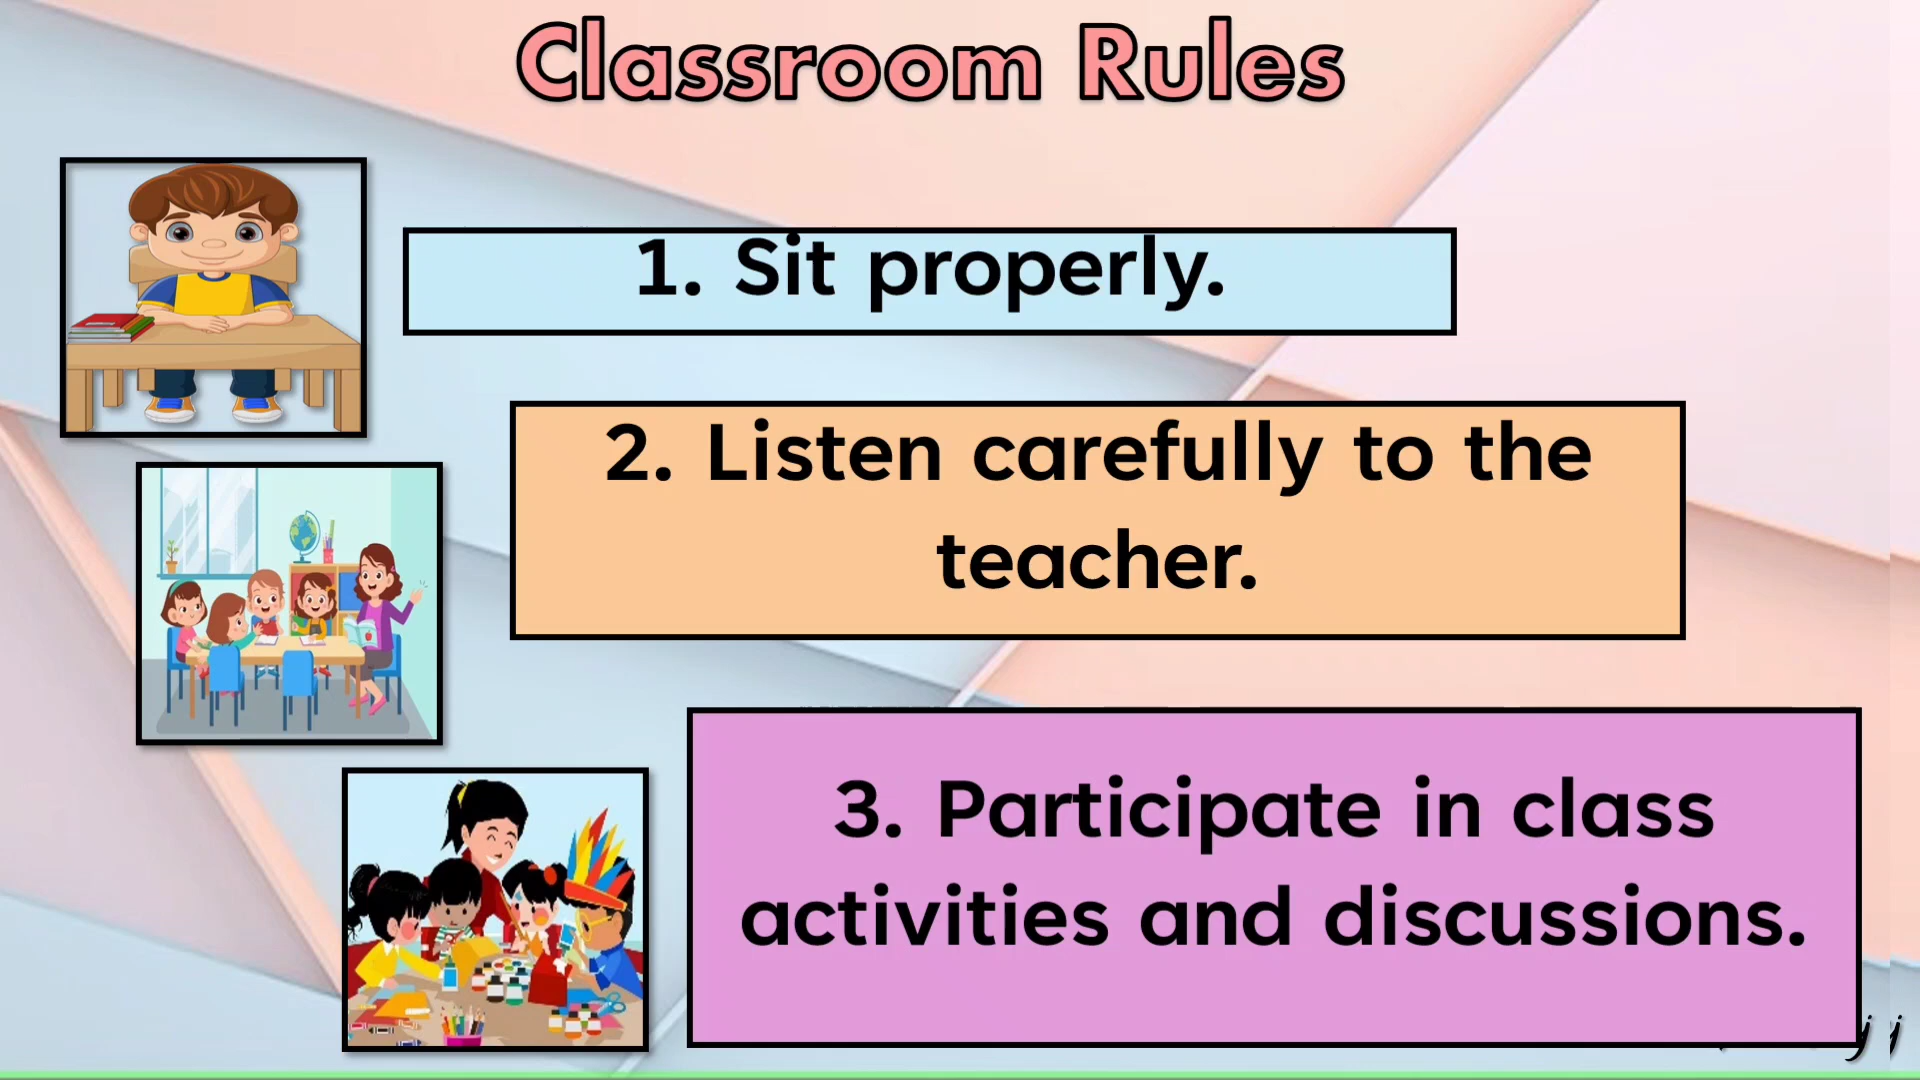 Classroom Rules
1. Sit properly.
2. Listen carefully to the
teacher.
3. Participate in class
activities and discussions.